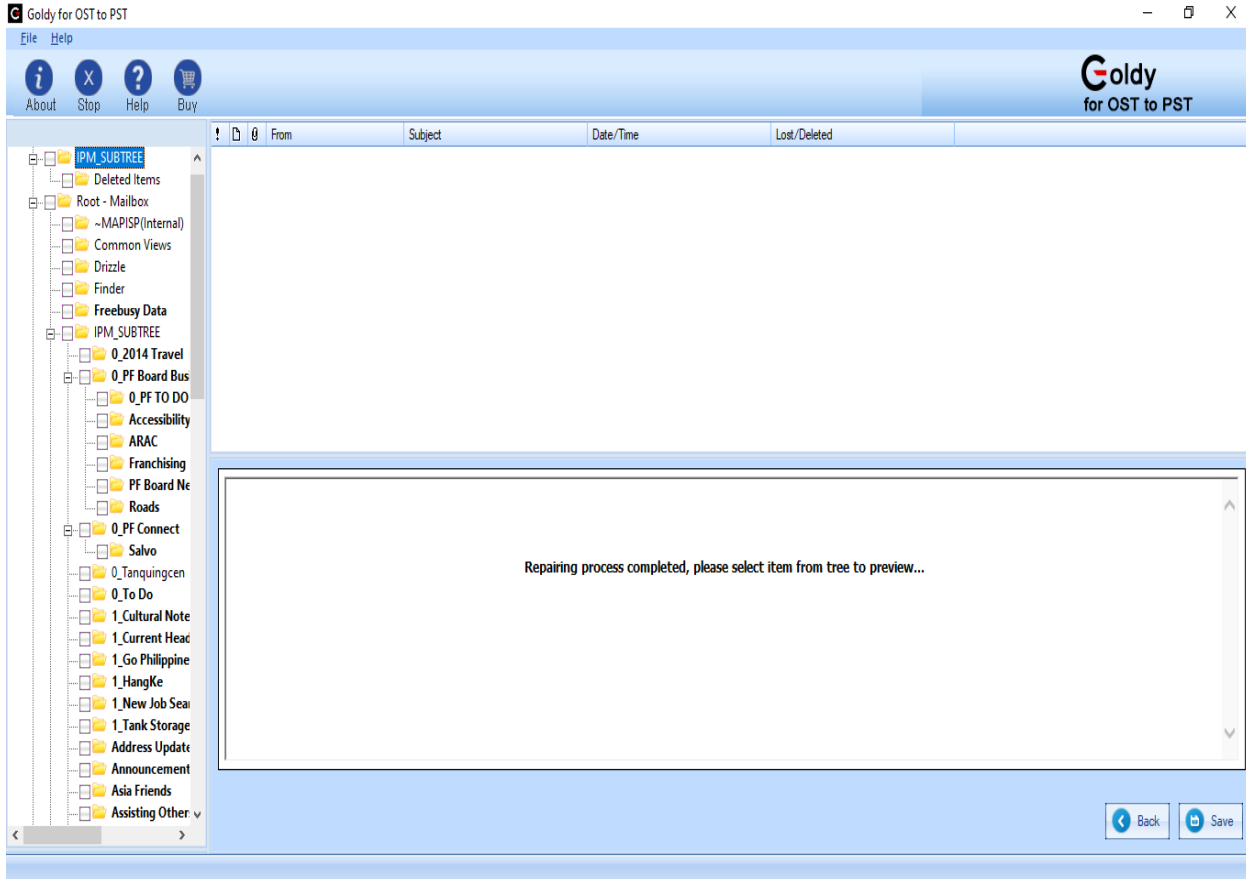 Goldy for OST to PST
File Help
About Stop Help Buy
Goldy
for OST to PST
From Subject Date/Time Lost/Deleted
IPM_SUBTREE
Deleted Items
Root - Mailbox
~MAPISP(Internal)
Common Views
Drizzle
Finder
Freebusy Data
IPM_SUBTREE
0_2014 Travel
0_PF Board Bus
0_PF TO DO
Accessibility
ARAC
Franchising
PF Board Ne
Roads
0_PF Connect
Salvo
0_Tanquingcen
0_To Do
1_Cultural Note
1_Current Head
1_Go Philippine
1_HangKe
1_New Job Sear
1_Tank Storage
Address Update
Announcement
Asia Friends
Assisting Other
Repairing process completed, please select item from tree to preview...
Back Save